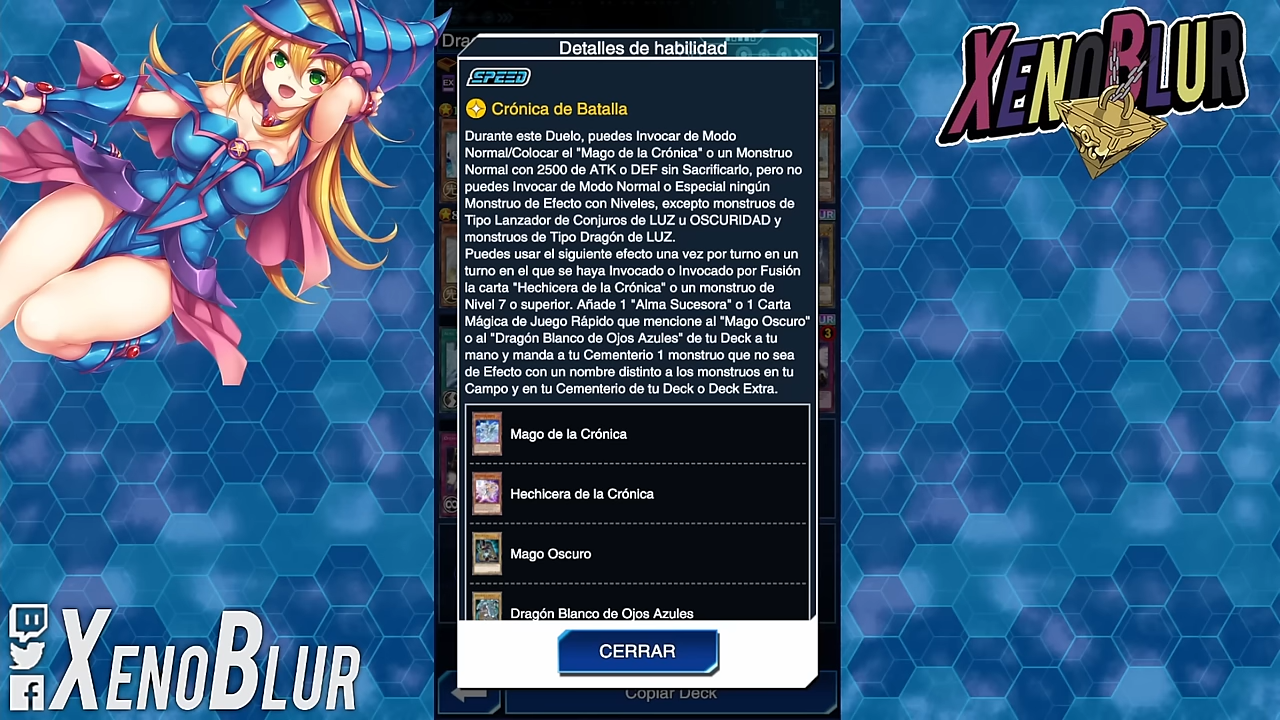 Detalles de habilidad
SPEED
Crónica de Batalla
Durante este Duelo, puedes Invocar de Modo
Normal/Colocar el "Mago de la Crónica" o un Monstruo
Normal con 2500 de ATK o DEF sin Sacrificarlo, pero no
puedes Invocar de Modo Normal o Especial ningún
Monstruo de Efecto con Niveles, excepto monstruos de
Tipo Lanzador de Conjuros de LUZ u OSCURIDAD y
monstruos de Tipo Dragón de LUZ.
Puedes usar el siguiente efecto una vez por turno en un
turno en el que se haya Invocado o Invocado por Fusión
la carta "Hechicera de la Crónica" o un monstruo de
Nivel 7 o superior. Añade 1 "Alma Sucesora" o 1 Carta
Mágica de Juego Rápido que mencione al "Mago Oscuro"
o al "Dragón Blanco de Ojos Azules" de tu Deck a tu
mano y manda a tu Cementerio 1 monstruo que no sea
de Efecto con un nombre distinto a los monstruos en tu
Campo y en tu Cementerio de tu Deck o Deck Extra.
Mago de la Crónica
Hechicera de la Crónica
Mago Oscuro
Dragón Blanco de Ojos Azules
CERRAR
Copiar Deck
Dra
EX
SR
UR
UR
3
XENOBLUR
XENOBLUR